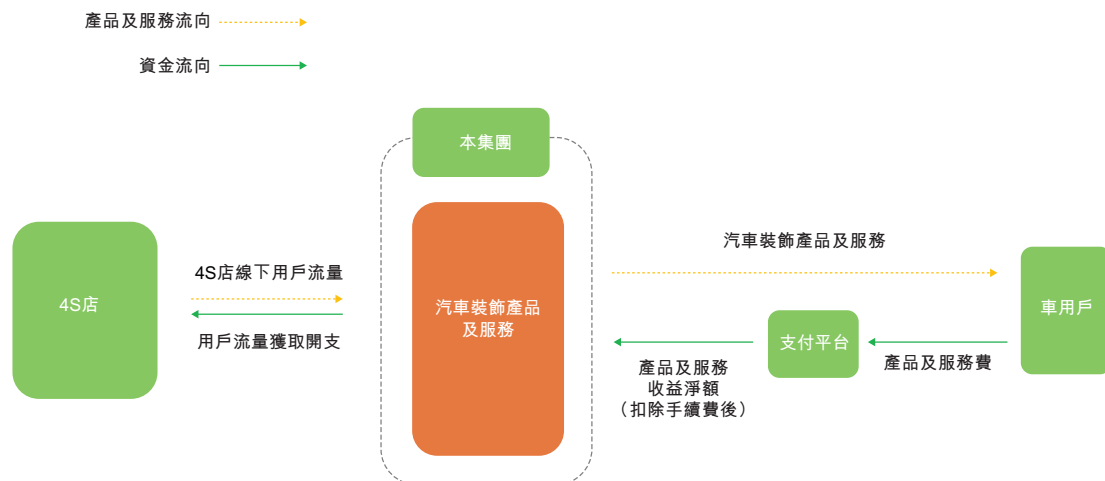 產品及服務流向
資金流向
本集團
4S店
4S店線下用戶流量
用戶流量獲取開支
汽車裝飾產品
及服務
汽車裝飾產品及服務
產品及服務
收益淨額
（扣除手續費後）
支付平台
產品及服務費
車用戶